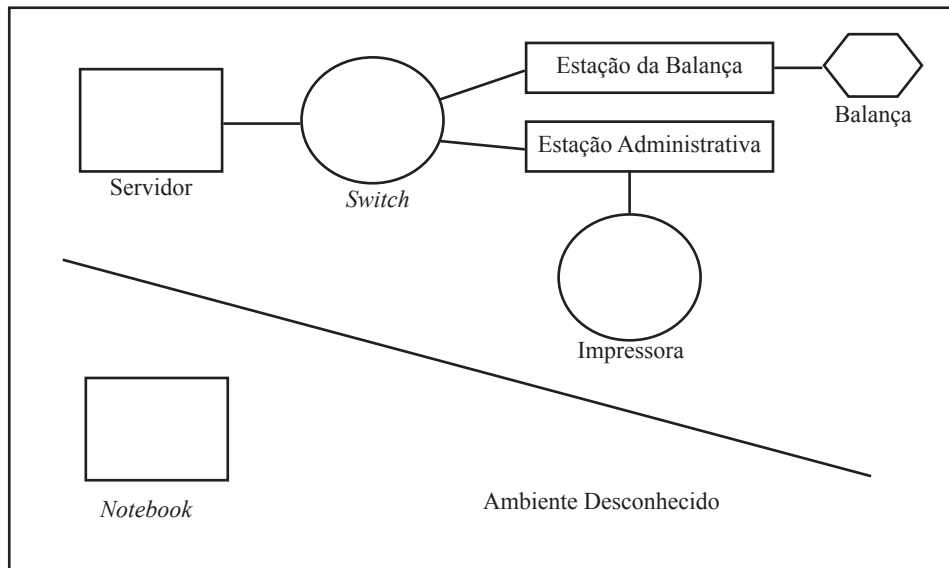 Estação da Balança
Balança
Estação Administrativa
Servidor
Switch
Impressora
Notebook
Ambiente Desconhecido